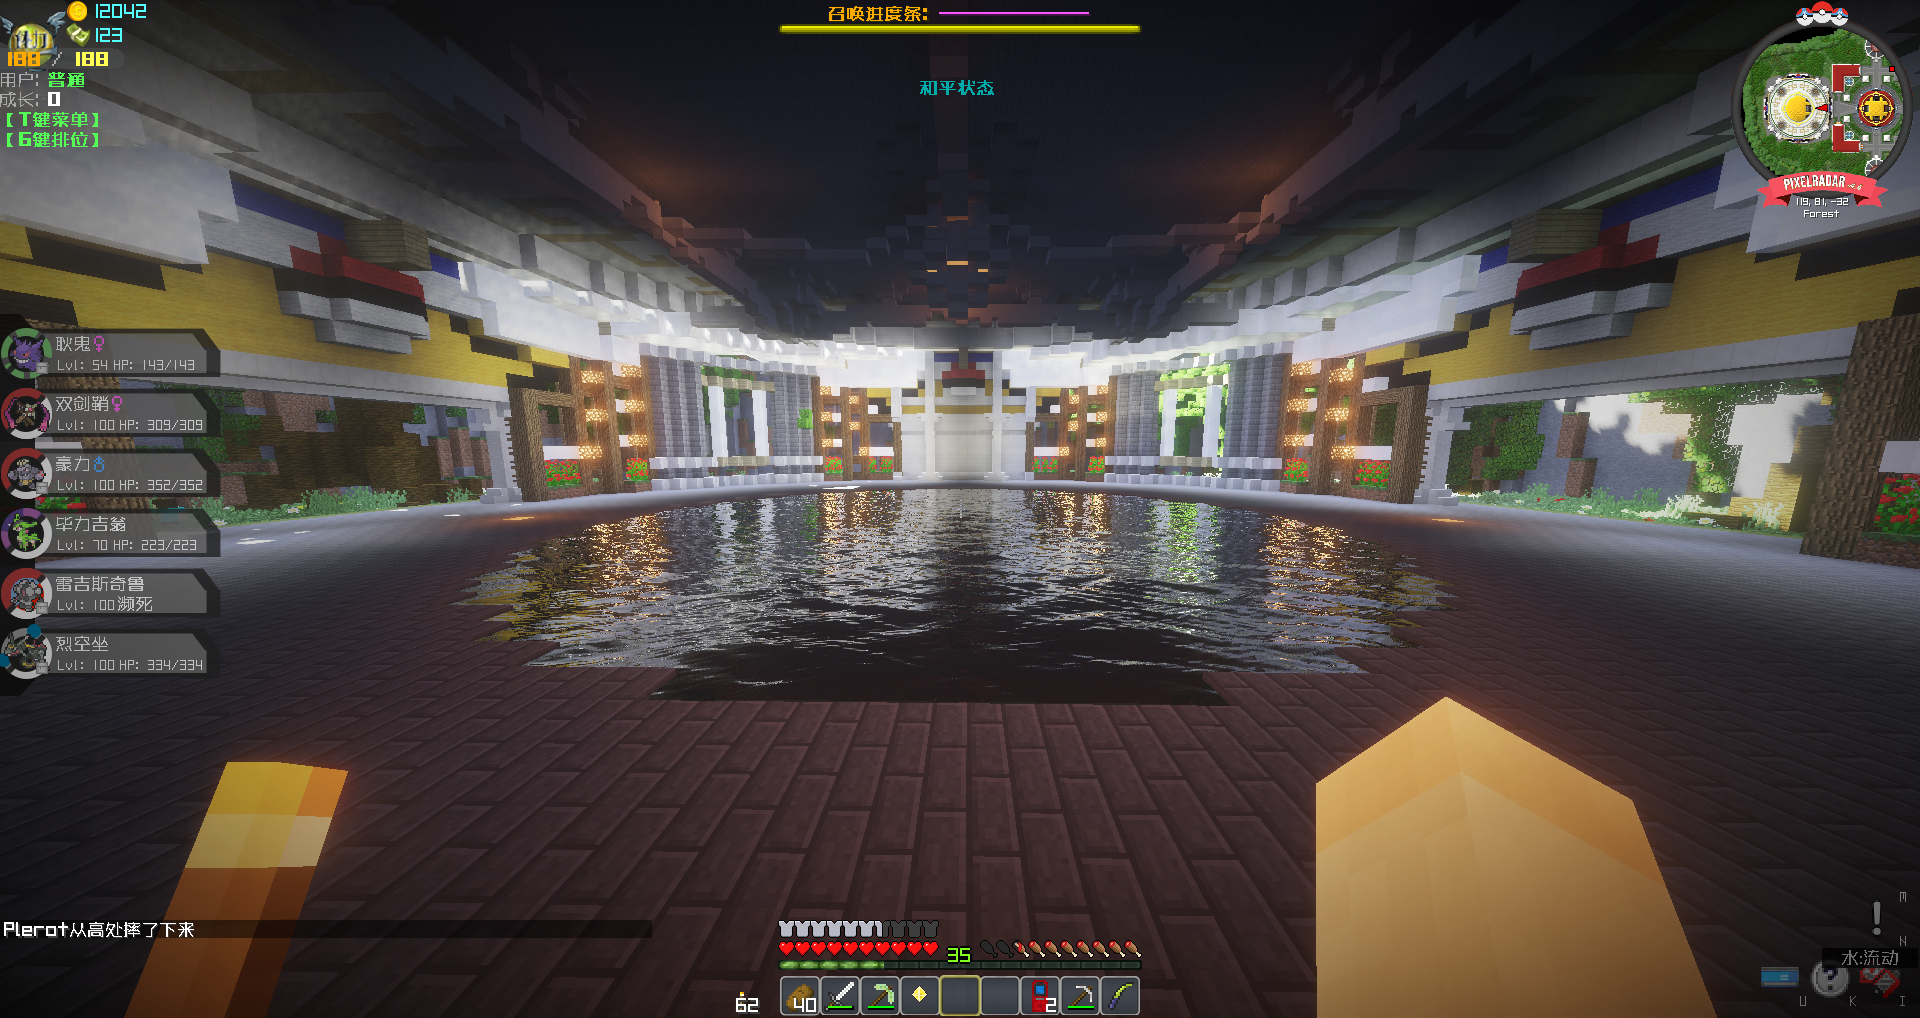 12042
123
188 / 188
用户: 普通
成长: 0
【T键菜单】
【G键排位】
召唤进度条:
和平状态
PIXELRADAR
119, 81, -32
Forest
耿鬼♀
Lvl: 54 HP: 143/143
双剑鞘♀
Lvl: 100 HP: 309/309
豪力♂
Lvl: 100 HP: 352/352
毕力吉翁
Lvl: 70 HP: 223/223
雷吉斯奇鲁
Lvl: 100 濒死
烈空坐
Lvl: 100 HP: 334/334
Plerot从高处摔了下来
35
62
40
2
M
N
水:流动
U
K
I